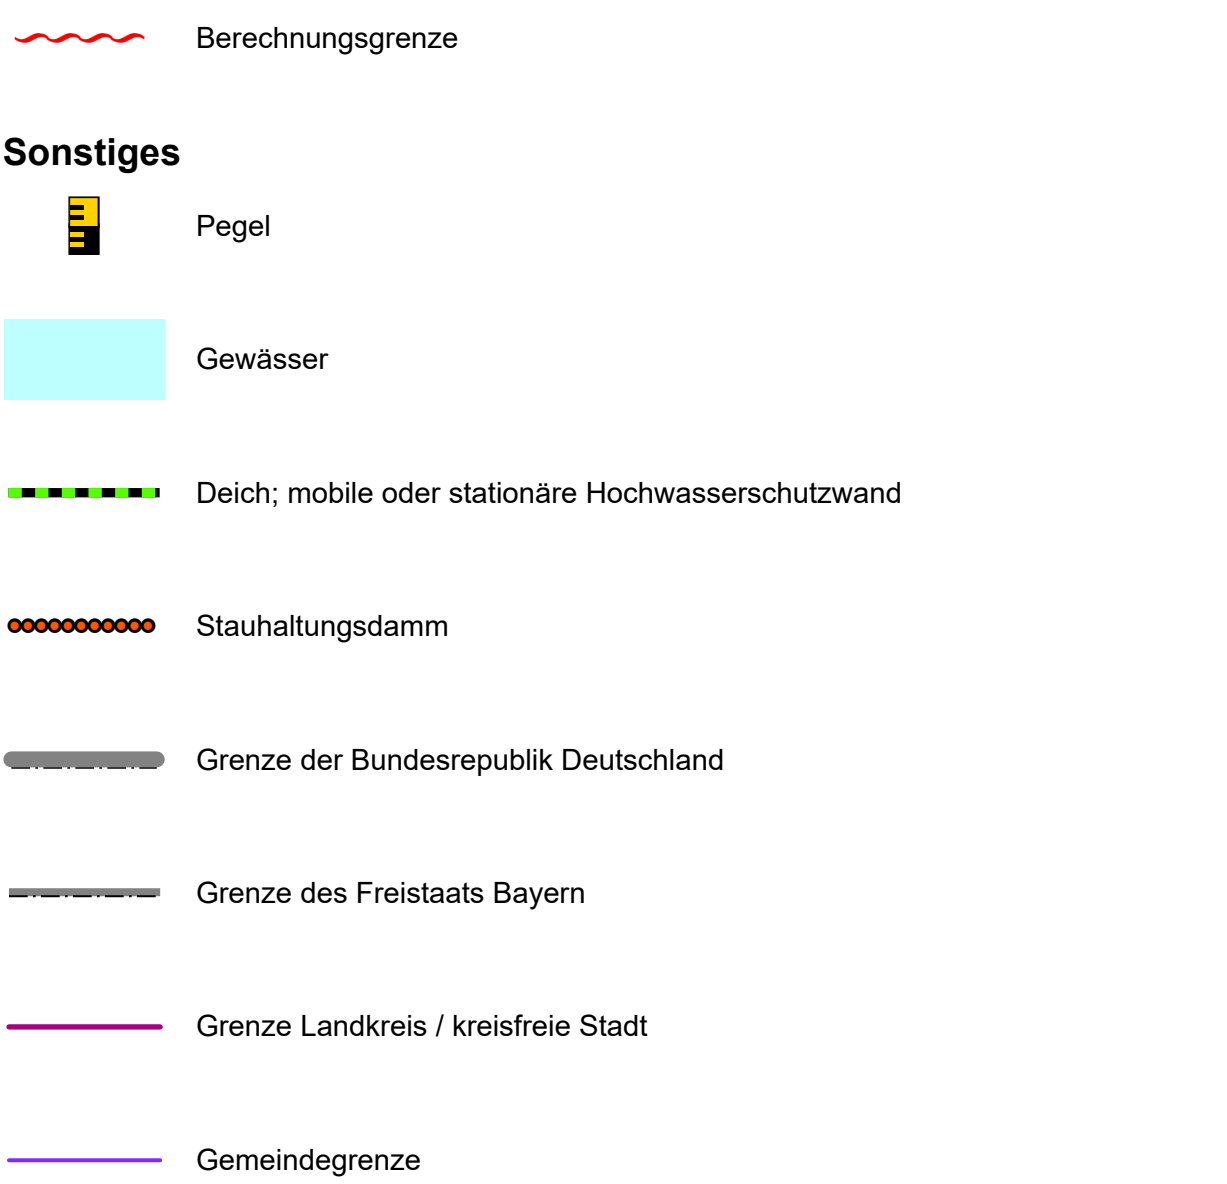 Berechnungsgrenze
Sonstiges
Pegel
Gewässer
Deich; mobile oder stationäre Hochwasserschutzwand
Stauhaltungsdamm
Grenze der Bundesrepublik Deutschland
Grenze des Freistaats Bayern
Grenze Landkreis / kreisfreie Stadt
Gemeindegrenze